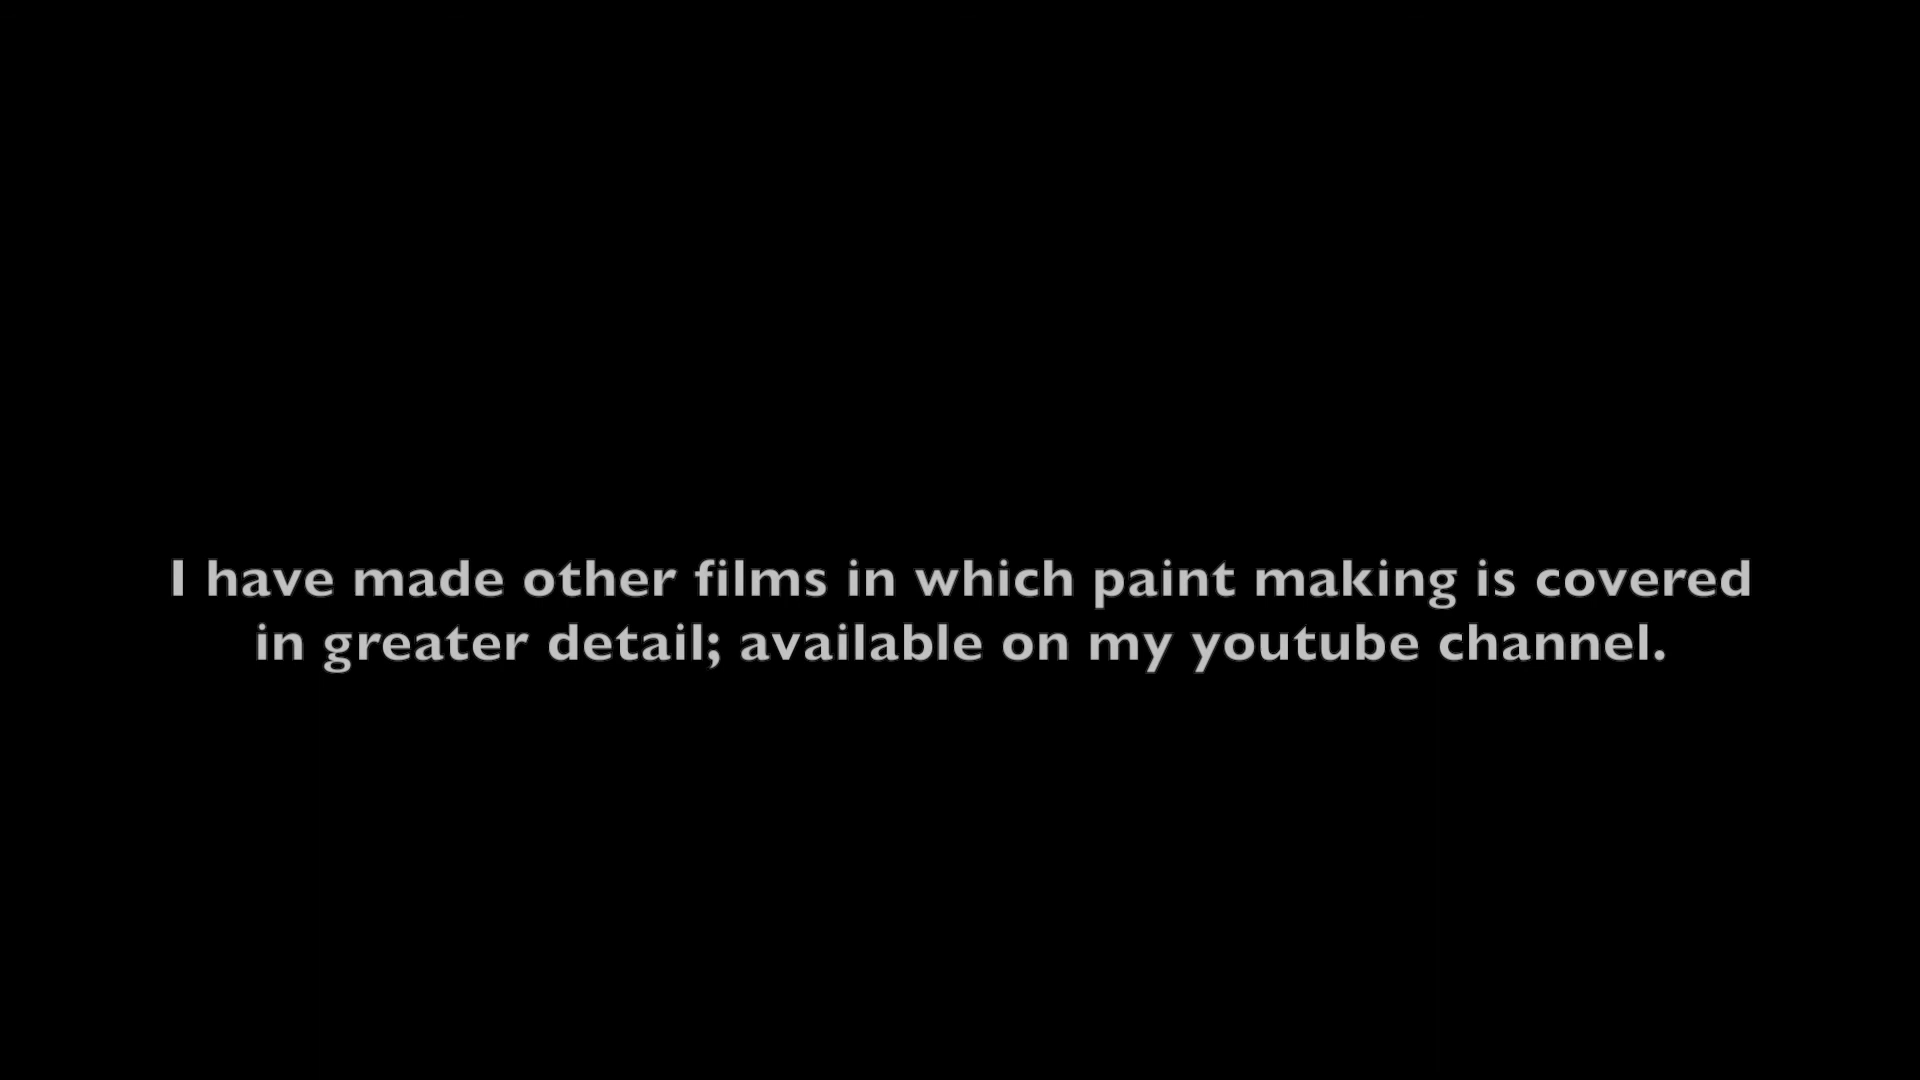 I have made other films in which paint making is covered
in greater detail; available on my youtube channel.